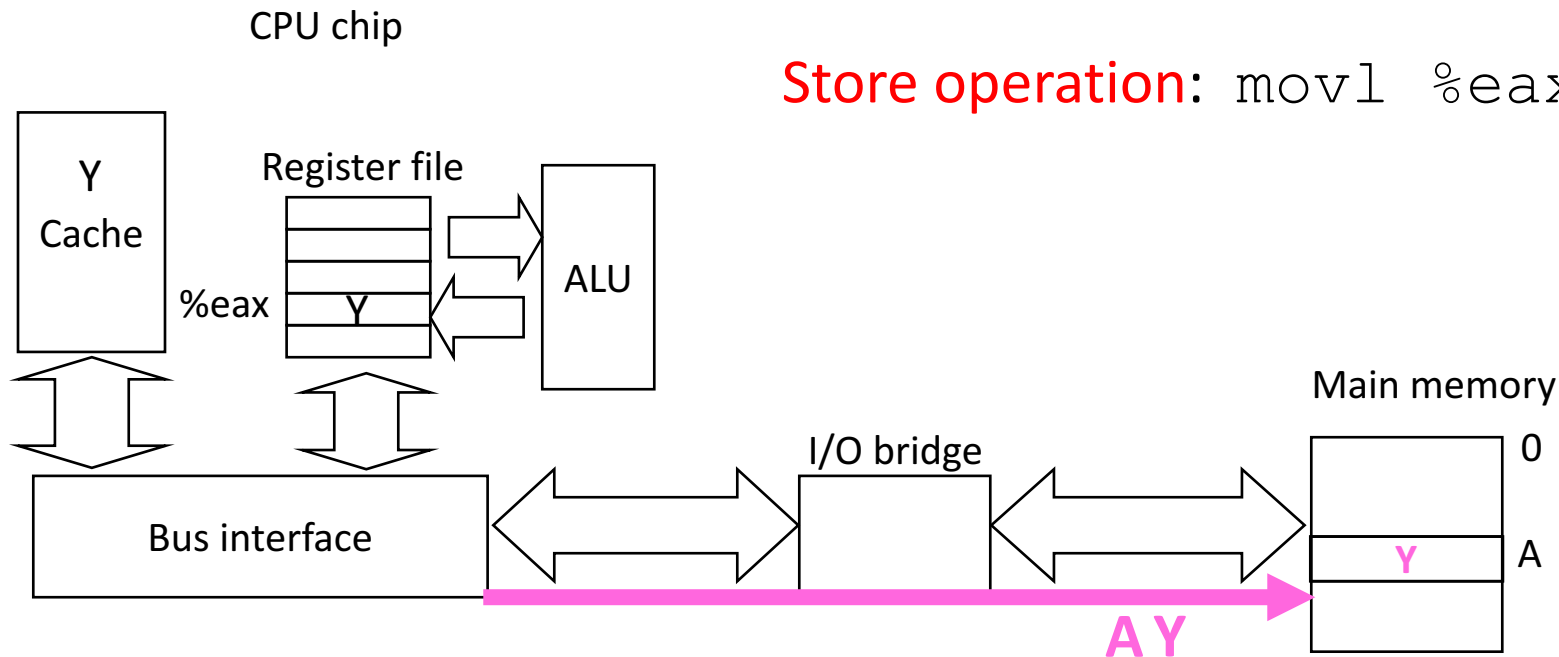 CPU chip
Store operation: movl %eax
Y
Cache
Register file
%eax
Y
ALU
Main memory
0
I/O bridge
Bus interface
Y
A
A Y